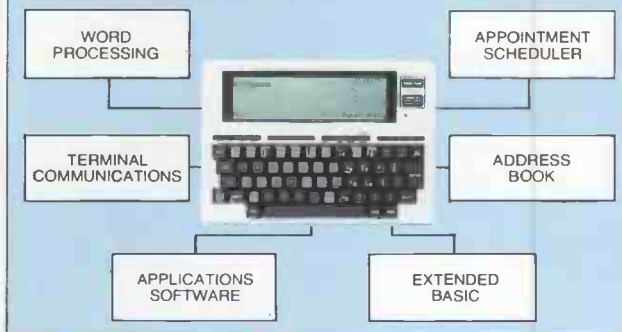 WORD
PROCESSING
APPOINTMENT
SCHEDULER
TERMINAL
COMMUNICATIONS
ADDRESS
BOOK
APPLICATIONS
SOFTWARE
EXTENDED
BASIC